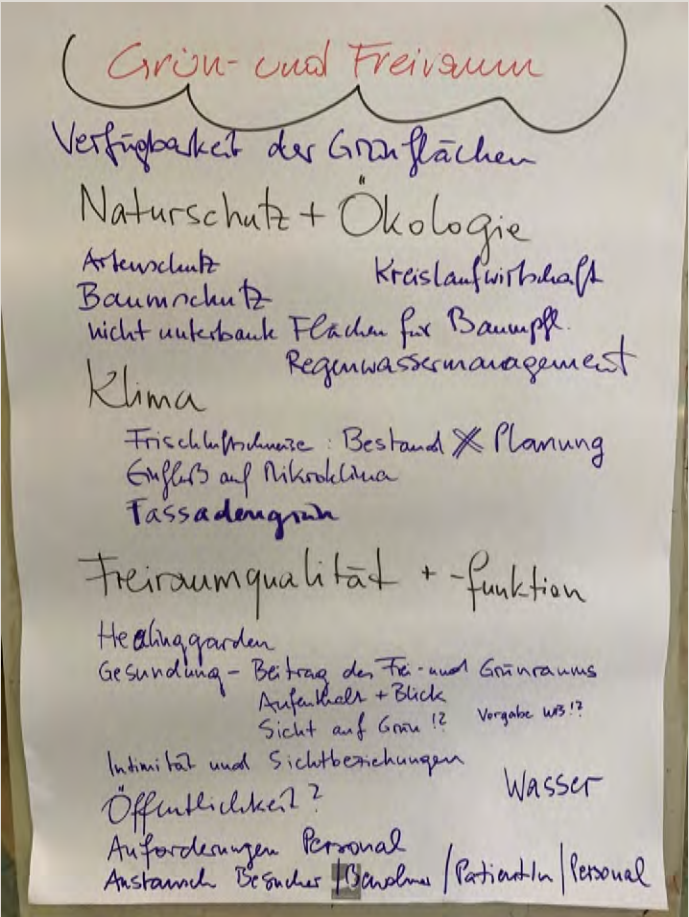 Grün- und Freiraum
Verfügbarkeit der Grünflächen
Naturschutz + Ökologie
Artenschutz Kreislaufwirtschaft
Baumschutz
nicht unterbaute Flächen für Baumpfl.
Regenwassermanagement
Klima
Frischluftschneise : Bestand X Planung
Einfluß auf Mikroklima
Fassadengrün
Freiraumqualität + -funktion
Healinggarden
Gesundung - Beitrag des Frei- und Grünraums
Aufenthalt + Blick
Sicht auf Grün !? Vorgabe WB !?
Intimität und Sichtbeziehungen
Wasser
Öffentlichkeit?
Anforderungen Personal
Austausch Besucher / Bewohner / PatientIn / Personal